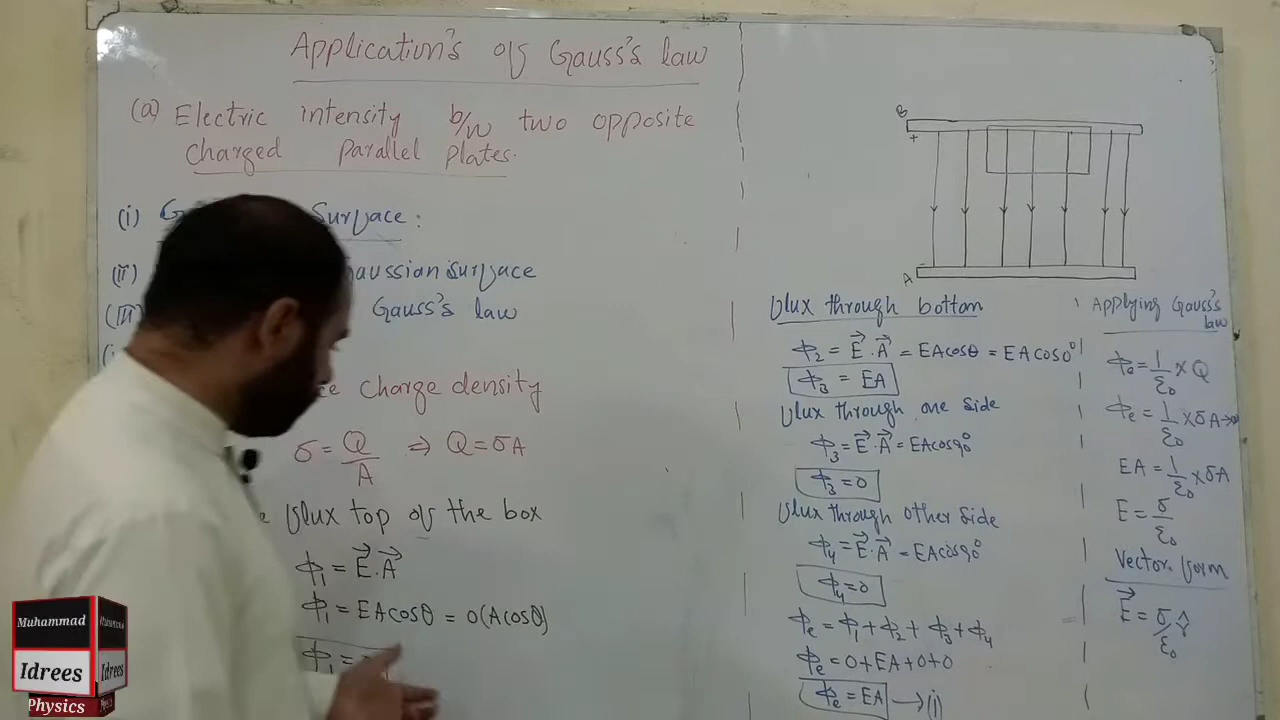 Application's of Gauss's law
(a) Electric intensity b/w two opposite
charged parallel plates.
(i) G Surface:
(ii) aussian surface
(iii) Gauss's law
ce charge density
σ = Q/A ⇒ Q = σA
e flux top of the box
ϕ₁ = E⃗.A⃗
ϕ₁ = EAcosθ = 0(Acosθ)
ϕ₁ =
B
+
A
-
flux through bottom
ϕ₂ = E⃗.A⃗ = EAcosθ = EAcos0°
ϕ₃ = EA
flux through one side
ϕ₃ = E⃗.A⃗ = EAcos90°
ϕ₃ = 0
flux through other side
ϕ₄ = E⃗.A⃗ = EAcos90°
ϕ₄ = 0
ϕe = ϕ₁ + ϕ₂ + ϕ₃ + ϕ₄
ϕe = 0 + EA + 0 + 0
ϕe = EA → (i)
Applying Gauss's
law
ϕe = 1/ε₀ × Q
ϕe = 1/ε₀ × σA →
EA = 1/ε₀ × σA
E = σ/ε₀
Vector form
E⃗ = σ/ε₀ r̂
Muhammad
Idrees
Idrees
Physics